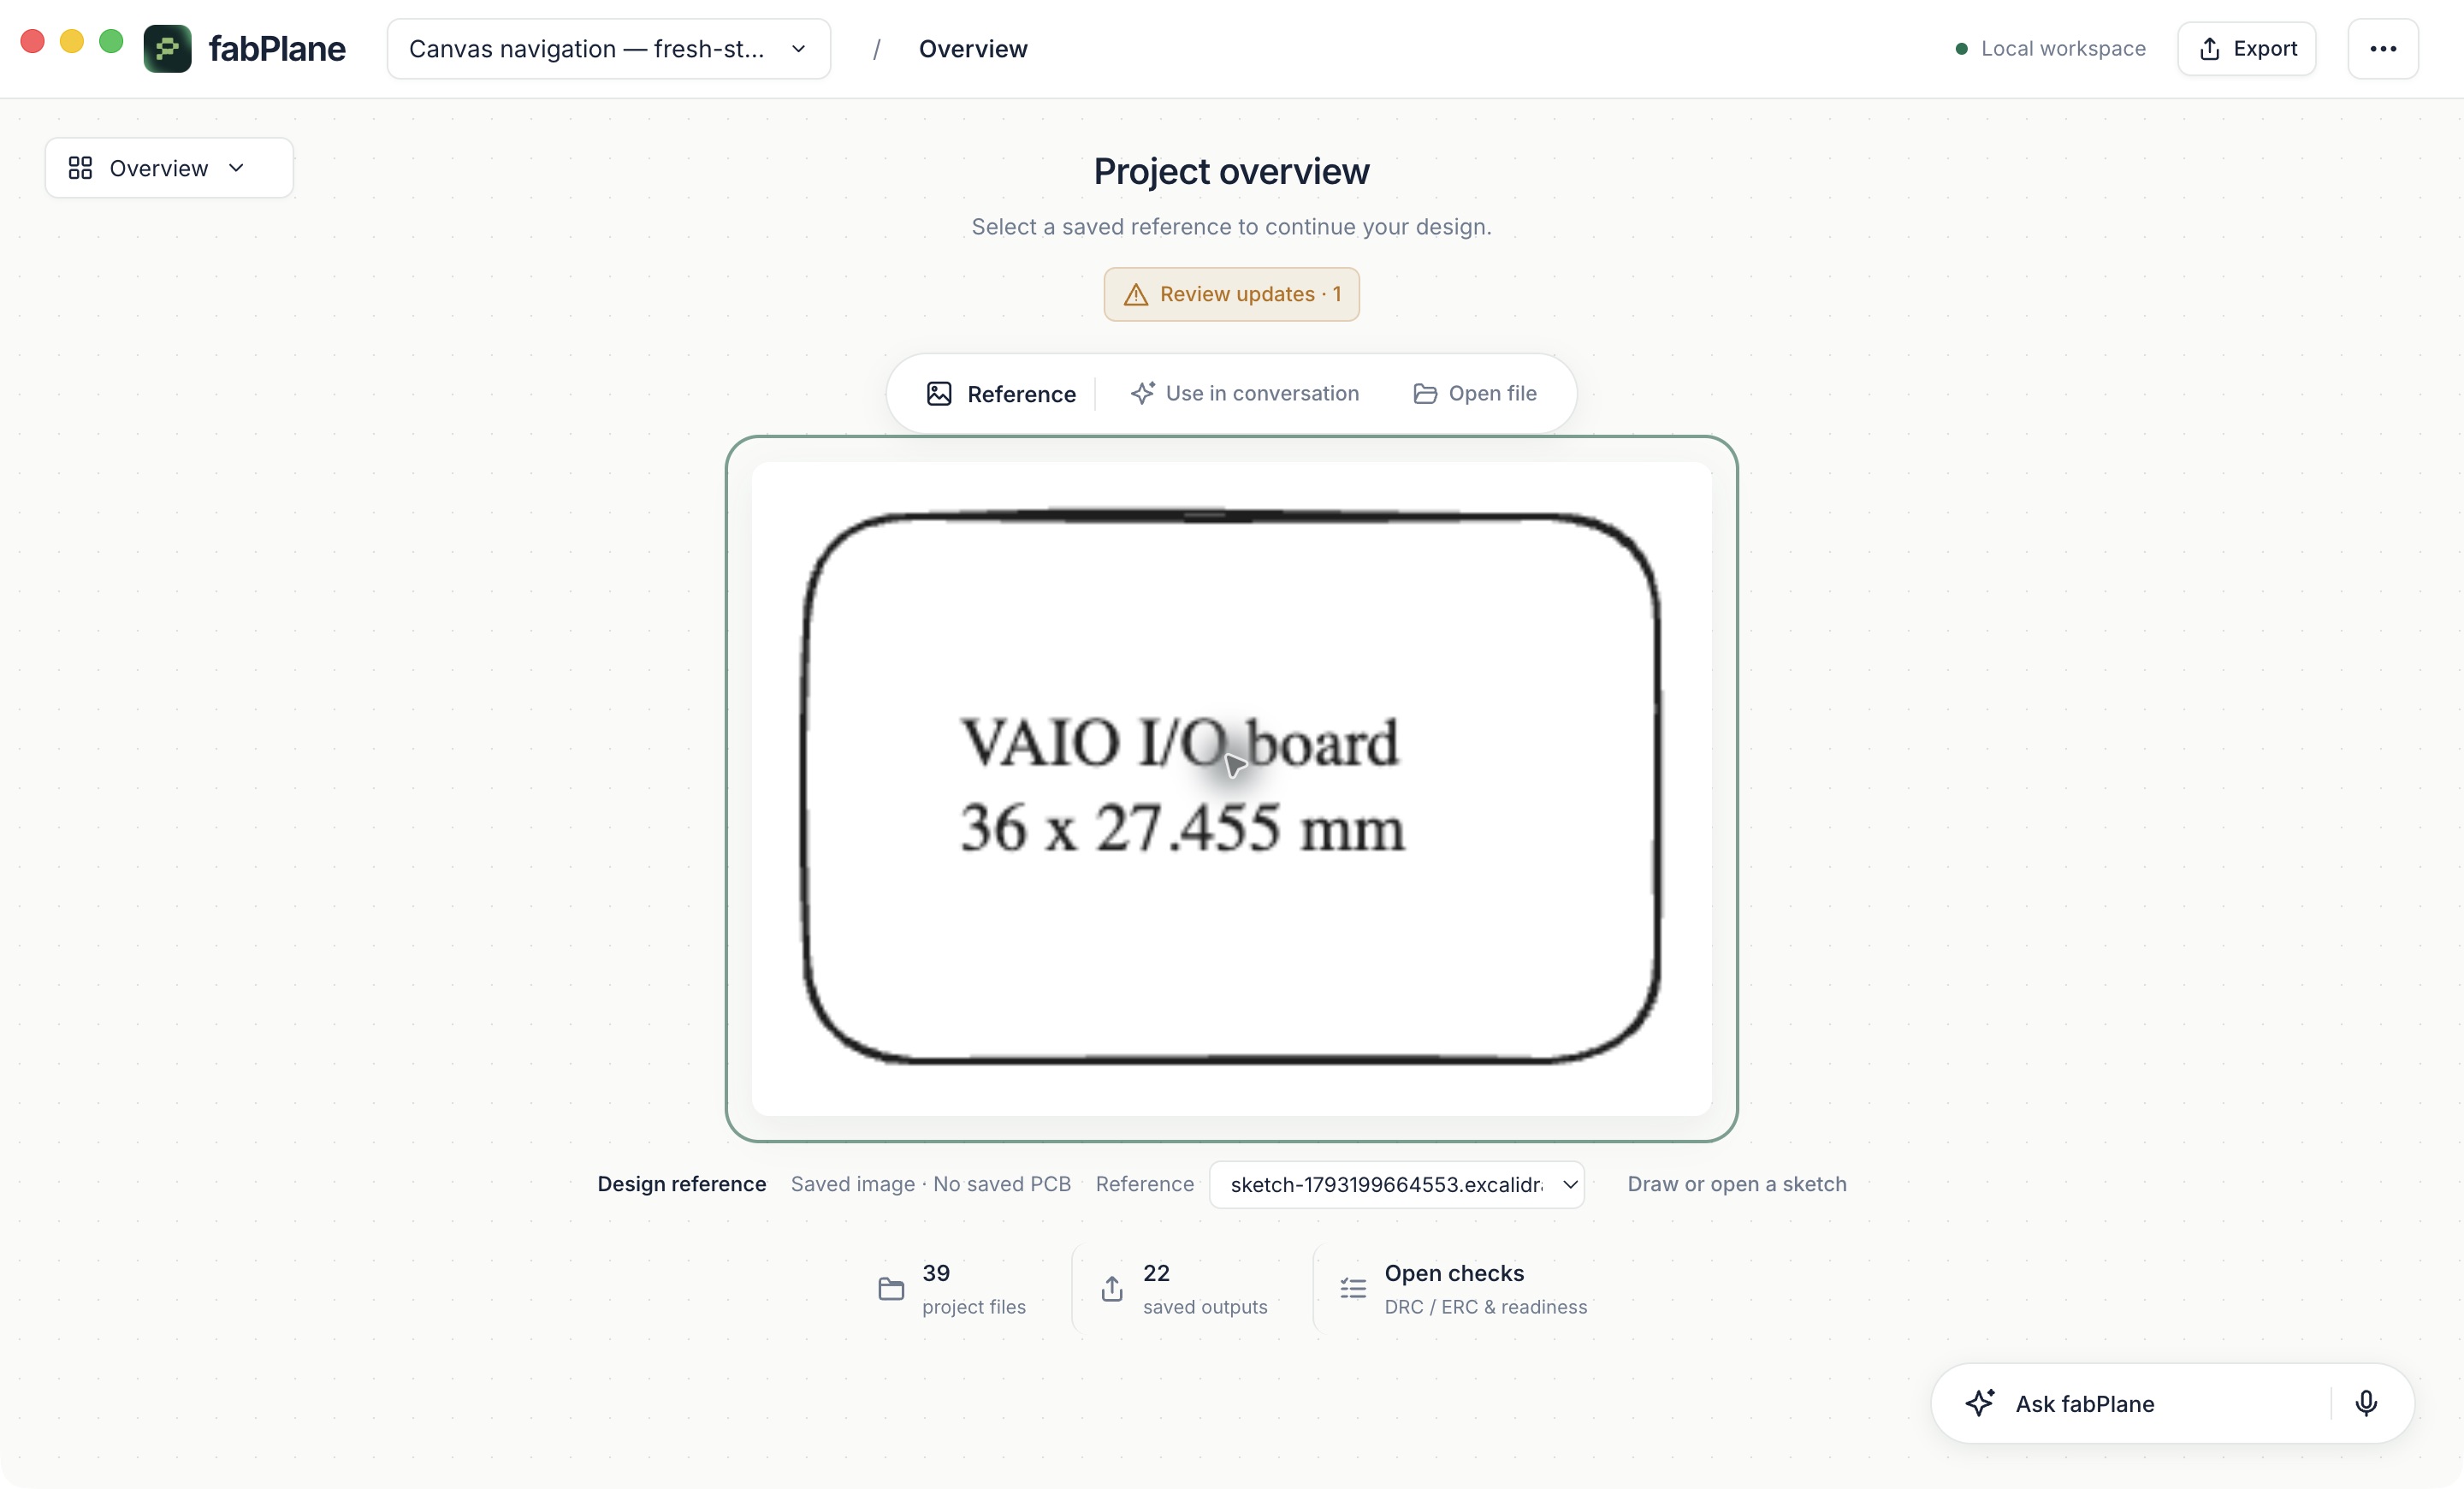 fabPlane
Canvas navigation — fresh-st...
/
Overview
Local workspace
Export
Overview
Project overview
Select a saved reference to continue your design.
Review updates · 1
Reference
Use in conversation
Open file
VAIO I/O board
36 x 27.455 mm
Design reference
Saved image · No saved PCB
Reference
sketch-1793199664553.excalidr
Draw or open a sketch
39
project files
22
saved outputs
Open checks
DRC / ERC & readiness
Ask fabPlane